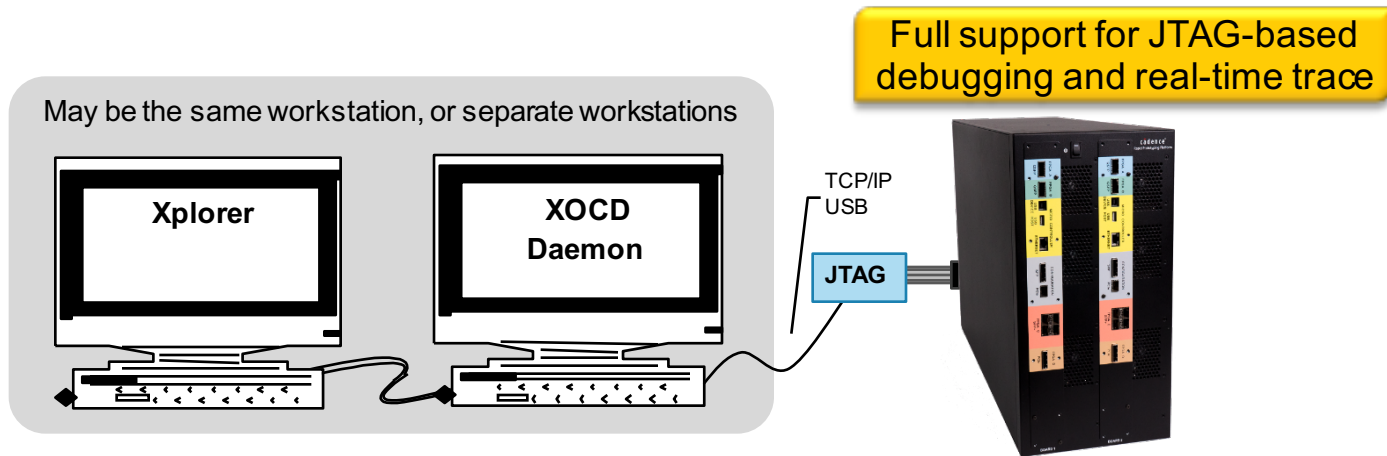 Full support for JTAG-based
debugging and real-time trace
May be the same workstation, or separate workstations
Xplorer
XOCD
Daemon
TCP/IP
USB
JTAG
cadence